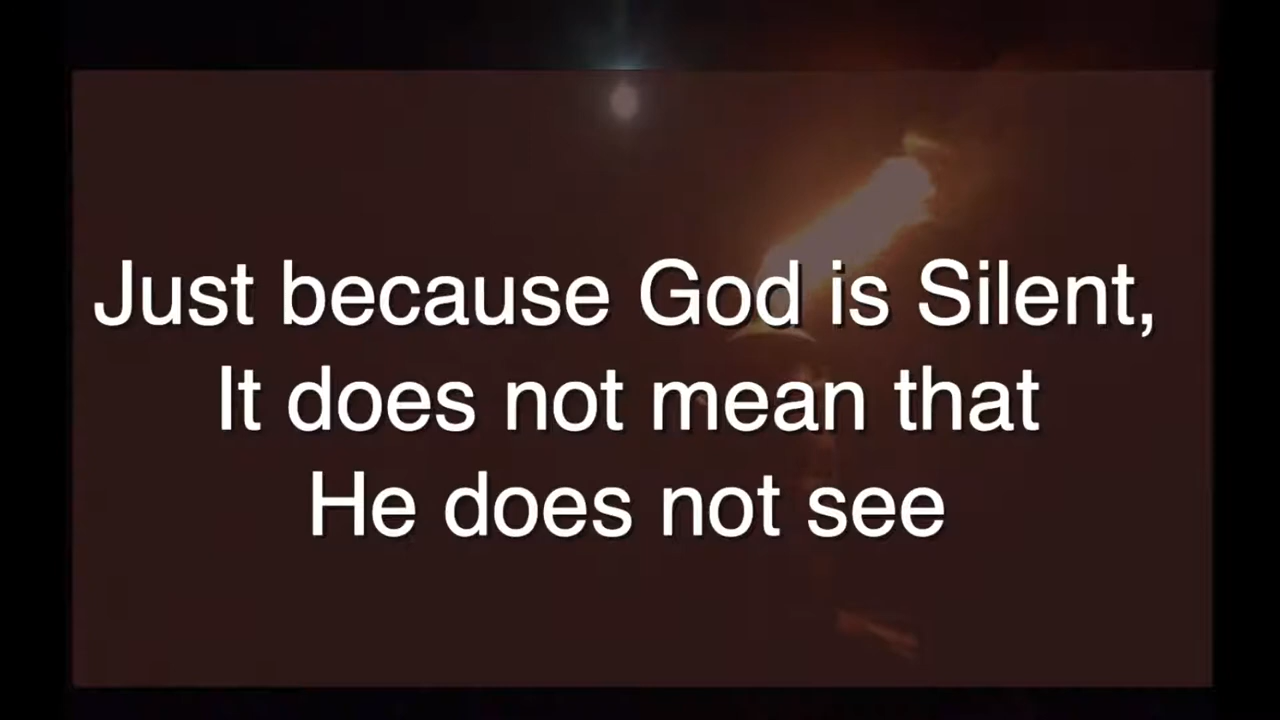 Just because God is Silent,
It does not mean that
He does not see